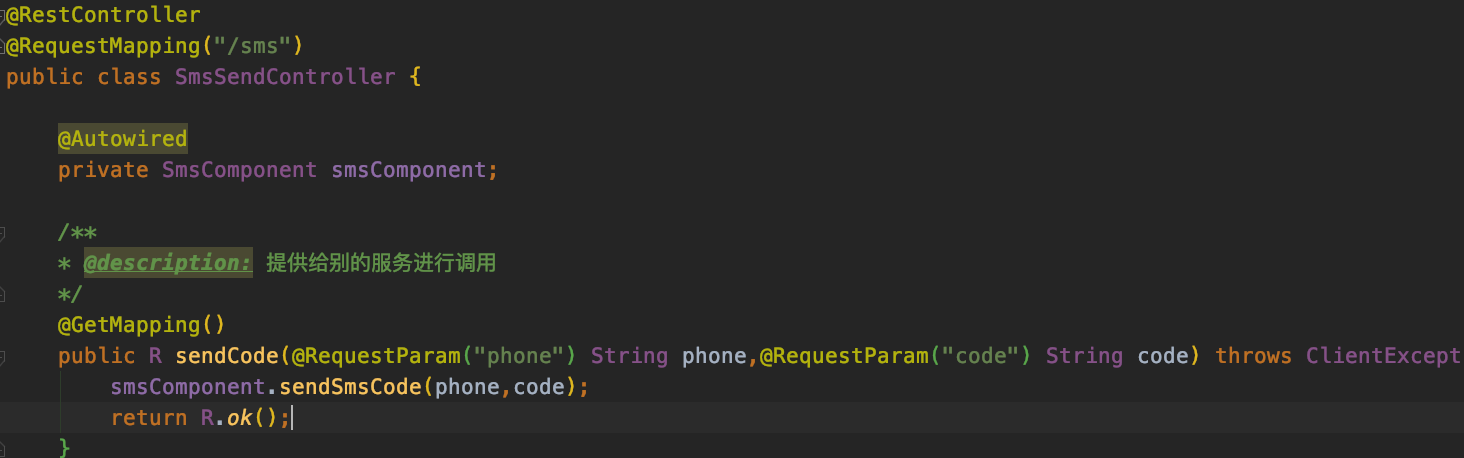 @RestController
@RequestMapping("/sms")
public class SmsSendController {
@Autowired
private SmsComponent smsComponent;
/**
* @description: 提供给别的服务进行调用
*/
@GetMapping()
public R sendCode(@RequestParam("phone") String phone,@RequestParam("code") String code) throws ClientExcept
smsComponent.sendSmsCode(phone,code);
return R.ok();
}